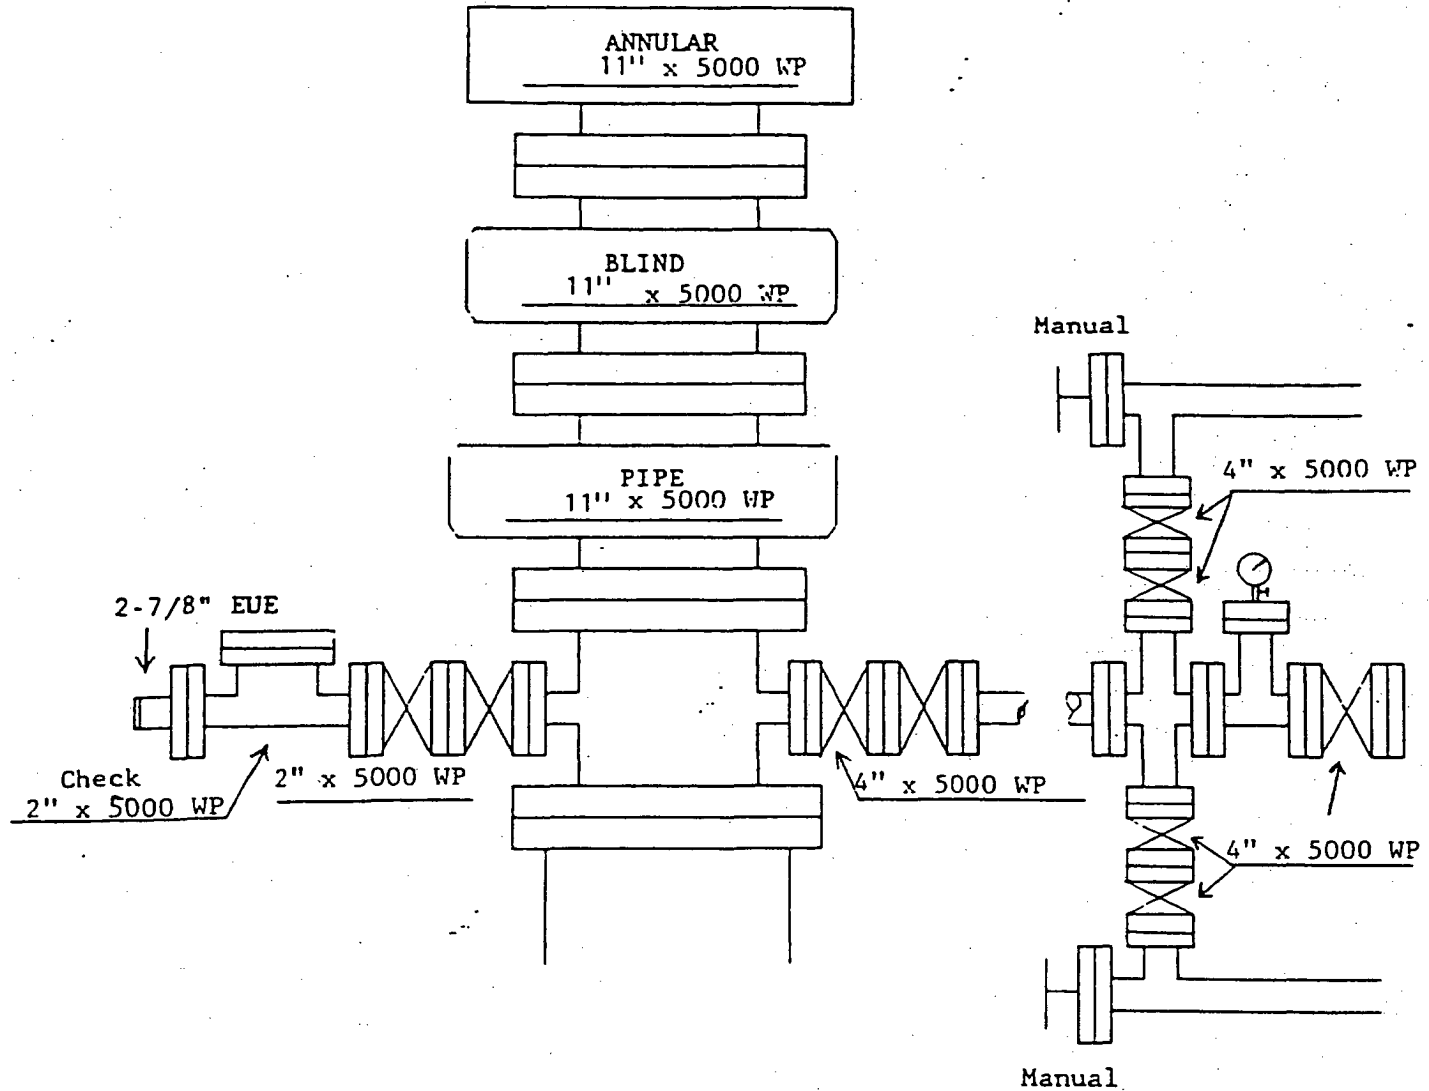 ANNULAR
11" x 5000 WP
BLIND
11" x 5000 WP
Manual
PIPE
11" x 5000 WP
4" x 5000 WP
2-7/8" EUE
Check
2" x 5000 WP
2" x 5000 WP
4" x 5000 WP
4" x 5000 WP
Manual